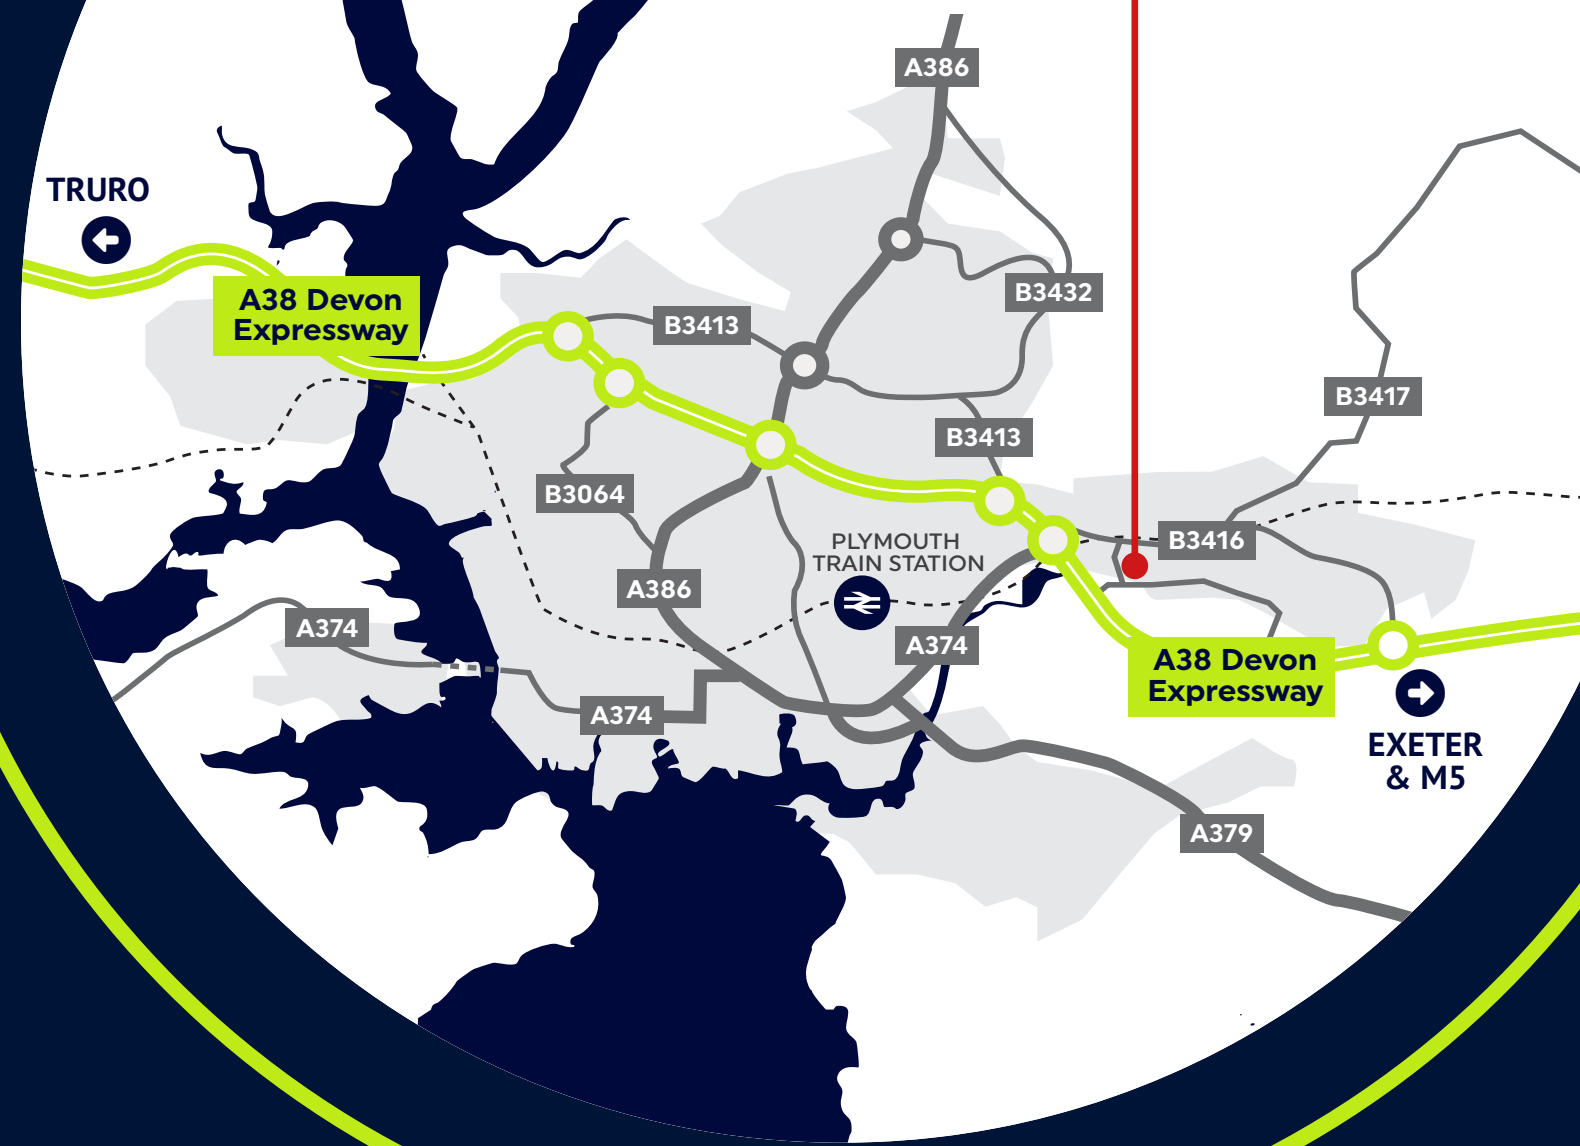 A386
TRURO
A38 Devon
Expressway
B3432
B3413
B3417
B3413
B3064
B3416
PLYMOUTH
TRAIN STATION
A386
A374
A374
A38 Devon
Expressway
A374
EXETER
& M5
A379